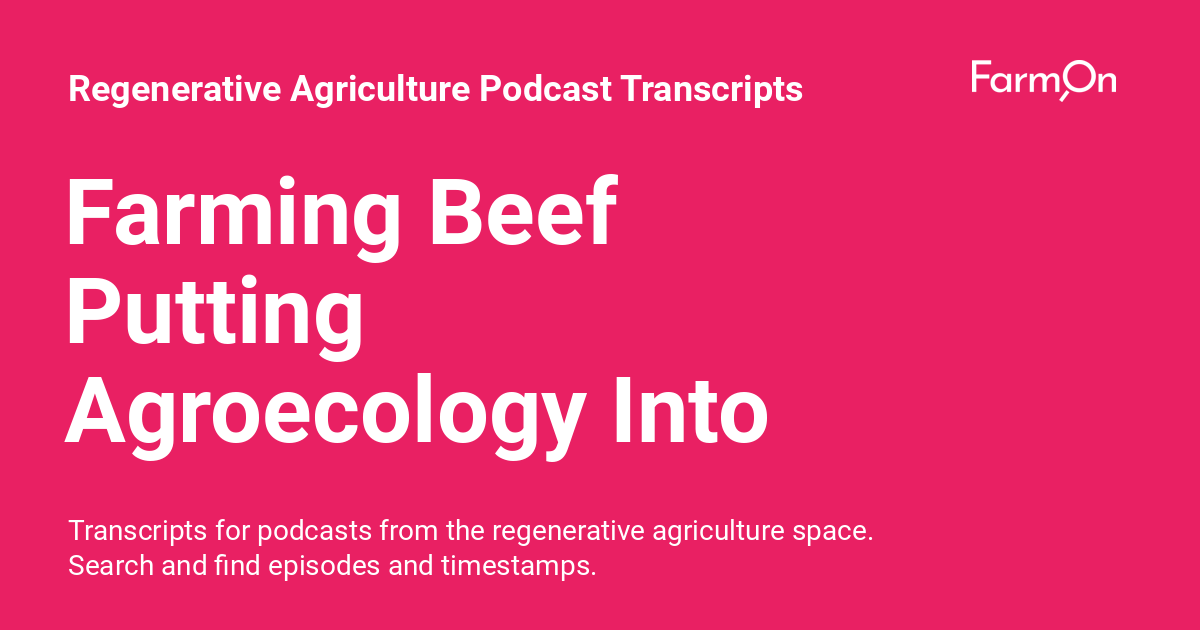 Regenerative Agriculture Podcast Transcripts
FarmOn
Farming Beef
Putting
Agroecology Into
Transcripts for podcasts from the regenerative agriculture space.
Search and find episodes and timestamps.